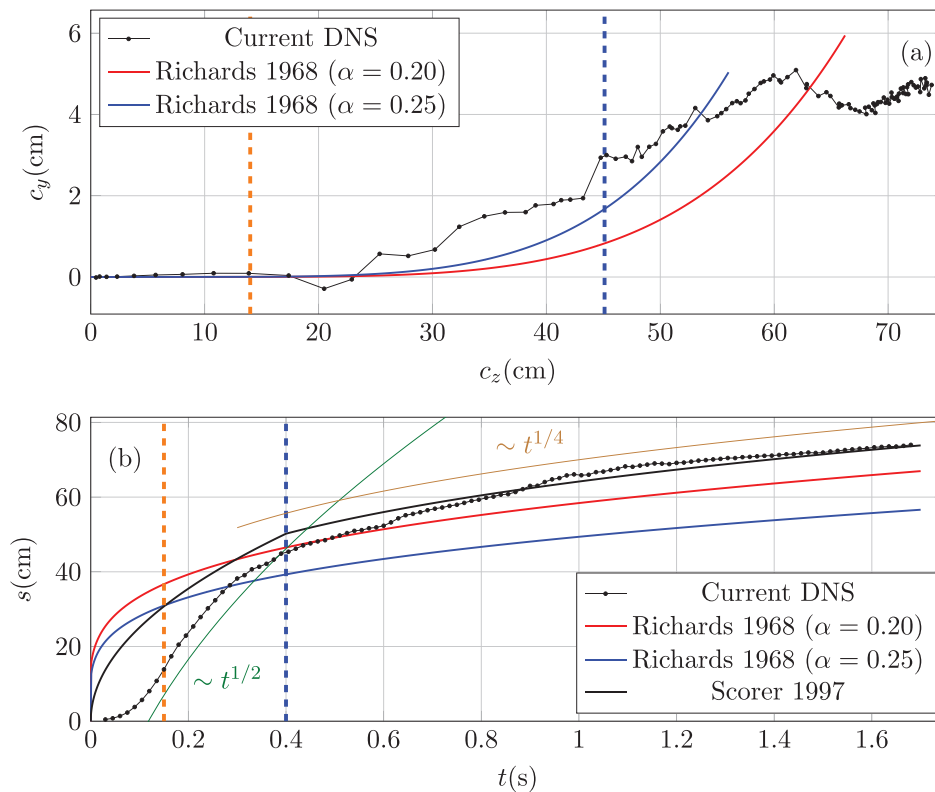 Current DNS
Richards 1968 (α = 0.20)
Richards 1968 (α = 0.25)
(a)
6
4
2
0
c_y(cm)
0 10 20 30 40 50 60 70
c_z(cm)
(b)
∼ t^{1/4}
80
60
40
20
0
s(cm)
∼ t^{1/2}
Current DNS
Richards 1968 (α = 0.20)
Richards 1968 (α = 0.25)
Scorer 1997
0 0.2 0.4 0.6 0.8 1 1.2 1.4 1.6
t(s)